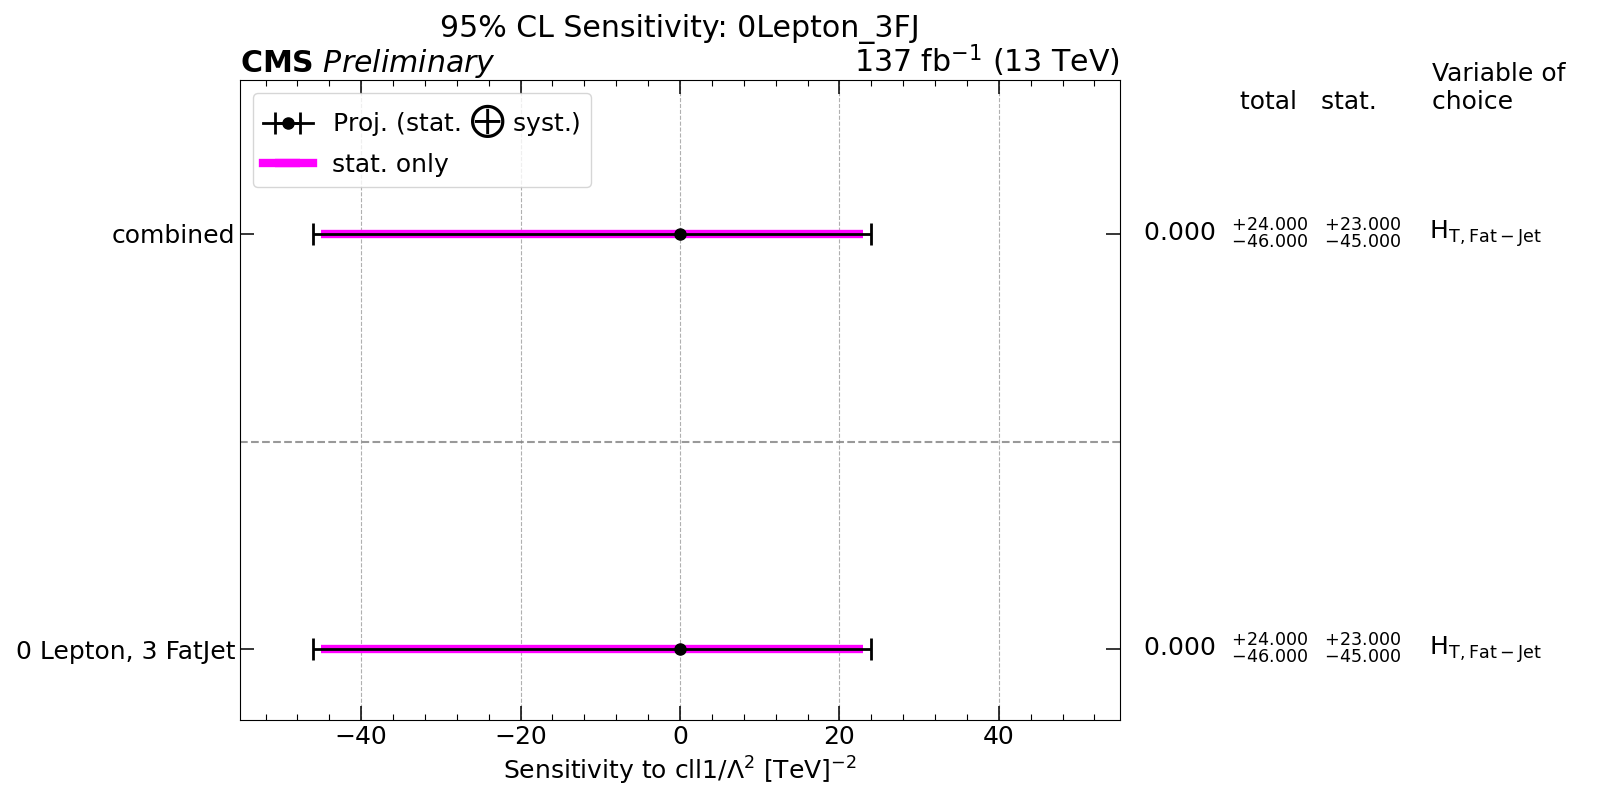 95% CL Sensitivity: 0Lepton_3FJ
CMS Preliminary 137 fb⁻¹ (13 TeV)
total stat. Variable of choice
Proj. (stat. ⊕ syst.)
stat. only
combined 0.000 +24.000 −46.000 +23.000 −45.000 H_T, Fat−Jet
0 Lepton, 3 FatJet 0.000 +24.000 −46.000 +23.000 −45.000 H_T, Fat−Jet
−40 −20 0 20 40
Sensitivity to cll1/Λ² [TeV]⁻²